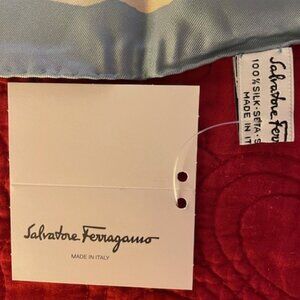 Salvatore Ferragamo
MADE IN ITALY
Salvatore
100% SILK-SETA-
MADE IN